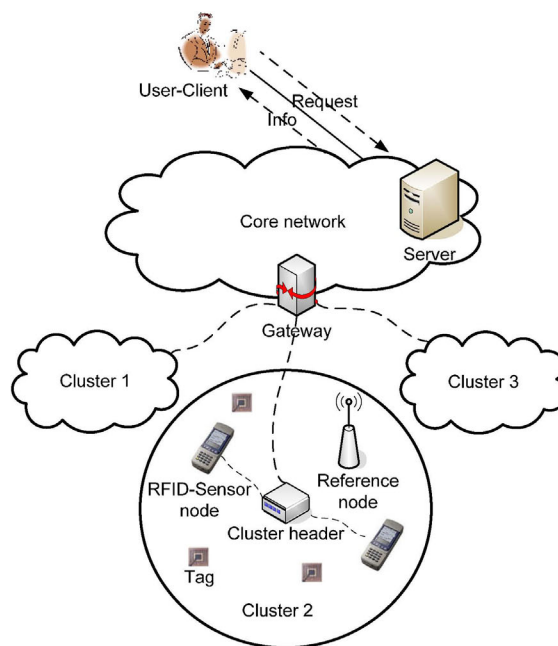 User-Client
Request
Info
Core network
Server
Gateway
Cluster 1
Cluster 3
RFID-Sensor
node
Reference
node
Cluster header
Tag
Cluster 2